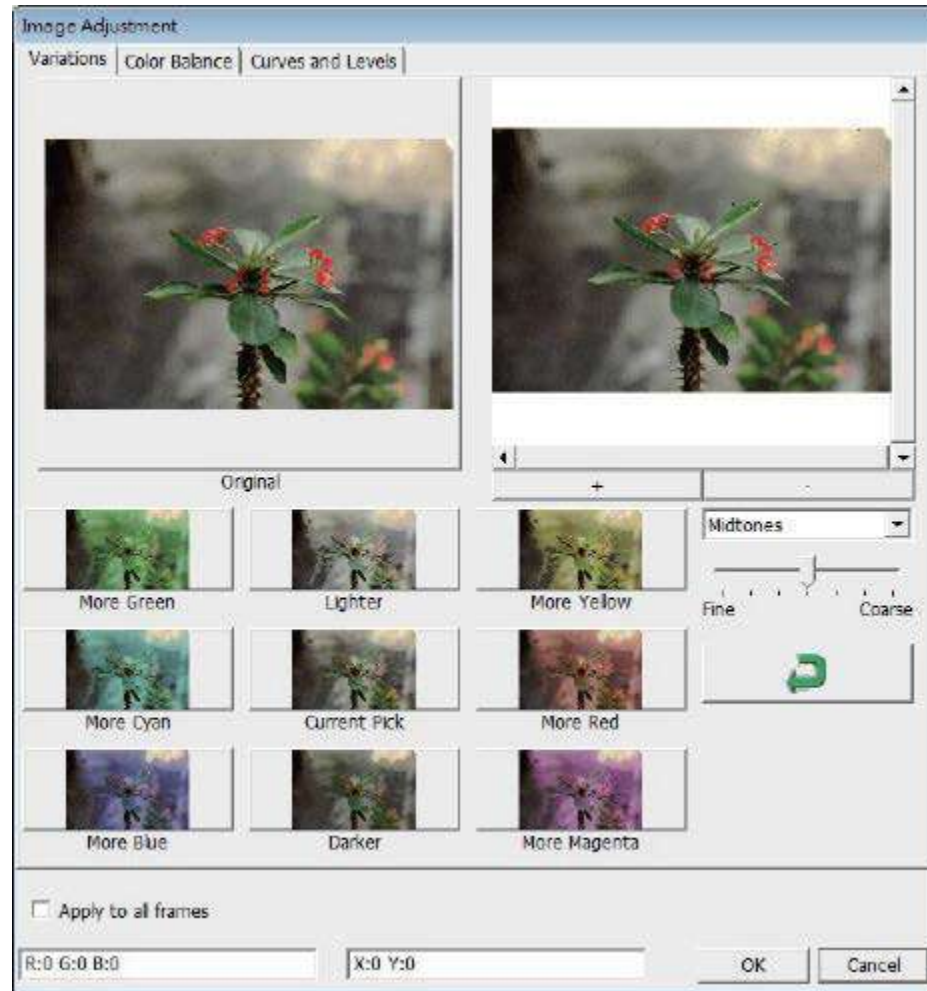 Image Adjustment
Variations Color Balance Curves and Levels
Original
+ -
Midtones
Fine Coarse
More Green Lighter More Yellow
More Cyan Current Pick More Red
More Blue Darker More Magenta
Apply to all frames
R:0 G:0 B:0 X:0 Y:0 OK Cancel